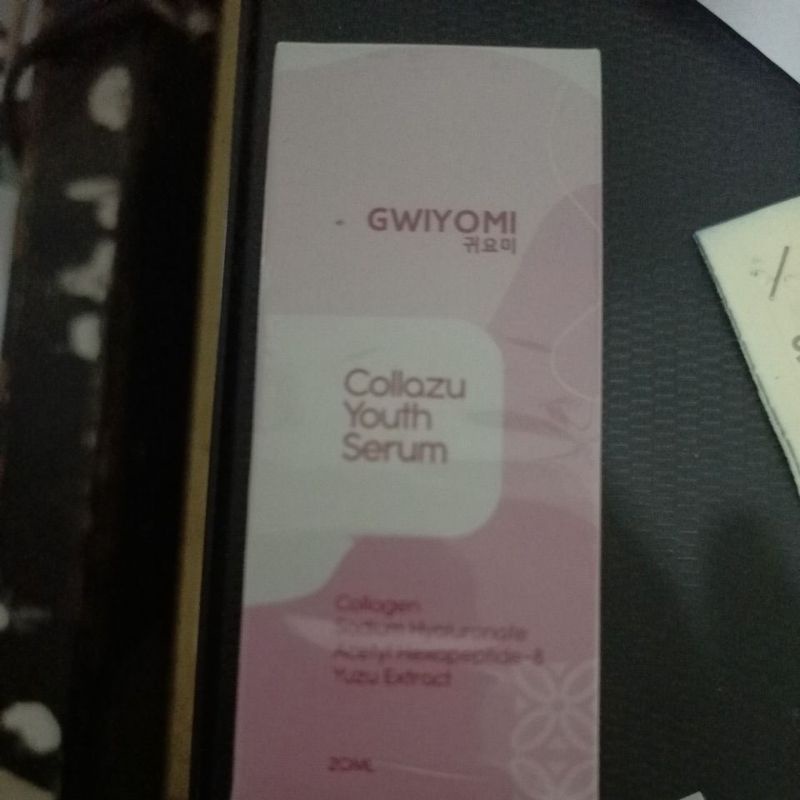 GWIYOMI
귀요미
Collazu
Youth
Serum
Collagen
Sodium Hyaluronate
Acetyl Hexapeptide-8
Yuzu Extract
20ML